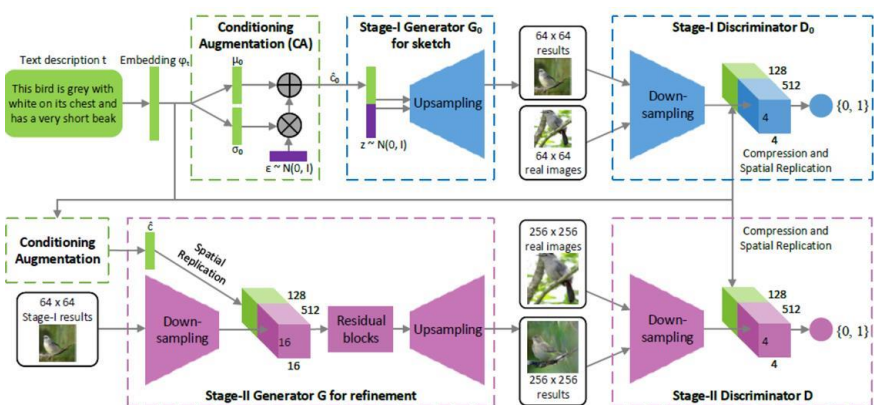 Text description t
This bird is grey with
white on its chest and
has a very short beak
Embedding φt
Conditioning
Augmentation (CA)
μ₀
σ₀
ε ~ N(0, I)
ĉ₀
Stage-I Generator G₀
for sketch
z ~ N(0, I)
Upsampling
64 x 64
results
64 x 64
real images
Stage-I Discriminator D₀
Down-
sampling
128
512
4
4
{0, 1}
Compression and
Spatial Replication
Conditioning
Augmentation
64 x 64
Stage-I results
ĉ
Spatial
Replication
Down-
sampling
128
512
16
16
Residual
blocks
Upsampling
Stage-II Generator G for refinement
256 x 256
real images
256 x 256
results
Compression and
Spatial Replication
Down-
sampling
128
512
4
4
{0, 1}
Stage-II Discriminator D